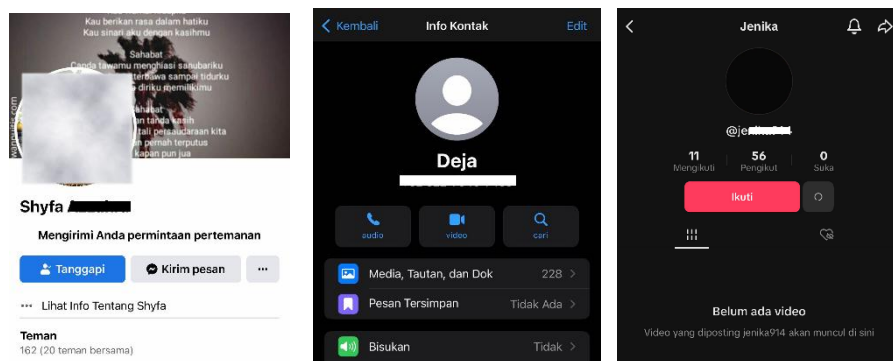 Kau berikan rasa dalam hatiku
Kau sinari aku dengan kasihmu
Sahabat
Canda tawamu menghiasi sanubariku
terbawa sampai tidurku
diriku memilikimu
Sahabat
tanda kasih
tali persaudaraan kita
pernah terputus
kapan pun jua
Shyfa
Mengirimi Anda permintaan pertemanan
Tanggapi
Kirim pesan
Lihat Info Tentang Shyfa
Teman
162 (20 teman bersama)
Kembali
Info Kontak
Edit
Deja
audio
video
cari
Media, Tautan, dan Dok 228
Pesan Tersimpan Tidak Ada
Bisukan Tidak
Jenika
11 56 0
Mengikuti Pengikut Suka
Ikuti
Belum ada video
Video yang diposting jenika914 akan muncul di sini